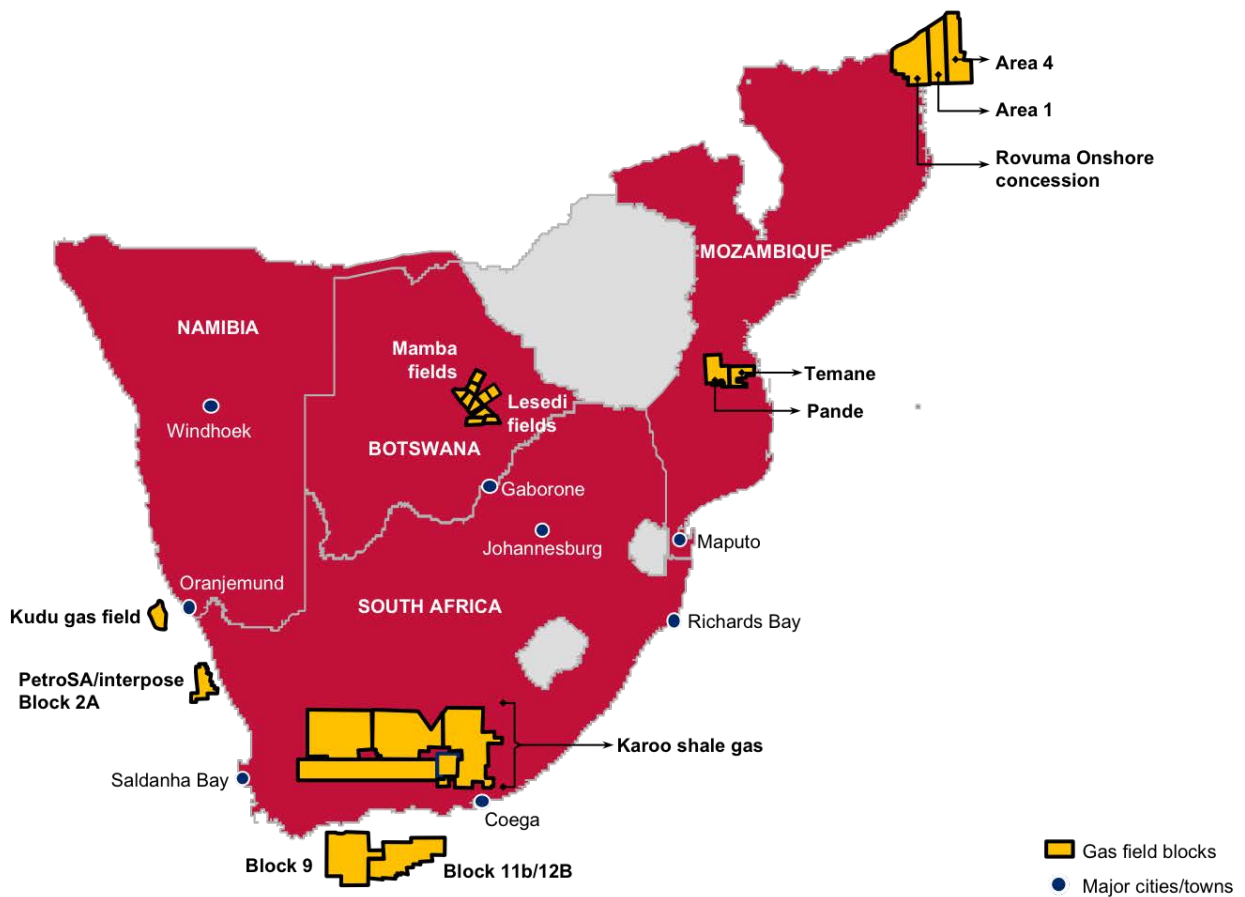 Area 4
Area 1
Rovuma Onshore
concession
MOZAMBIQUE
NAMIBIA
Mamba
fields
Temane
Lesedi
fields
Pande
Windhoek
BOTSWANA
Gaborone
Johannesburg
Maputo
Oranjemund
SOUTH AFRICA
Kudu gas field
Richards Bay
PetroSA/interpose
Block 2A
Karoo shale gas
Saldanha Bay
Coega
Block 9
Block 11b/12B
Gas field blocks
Major cities/towns